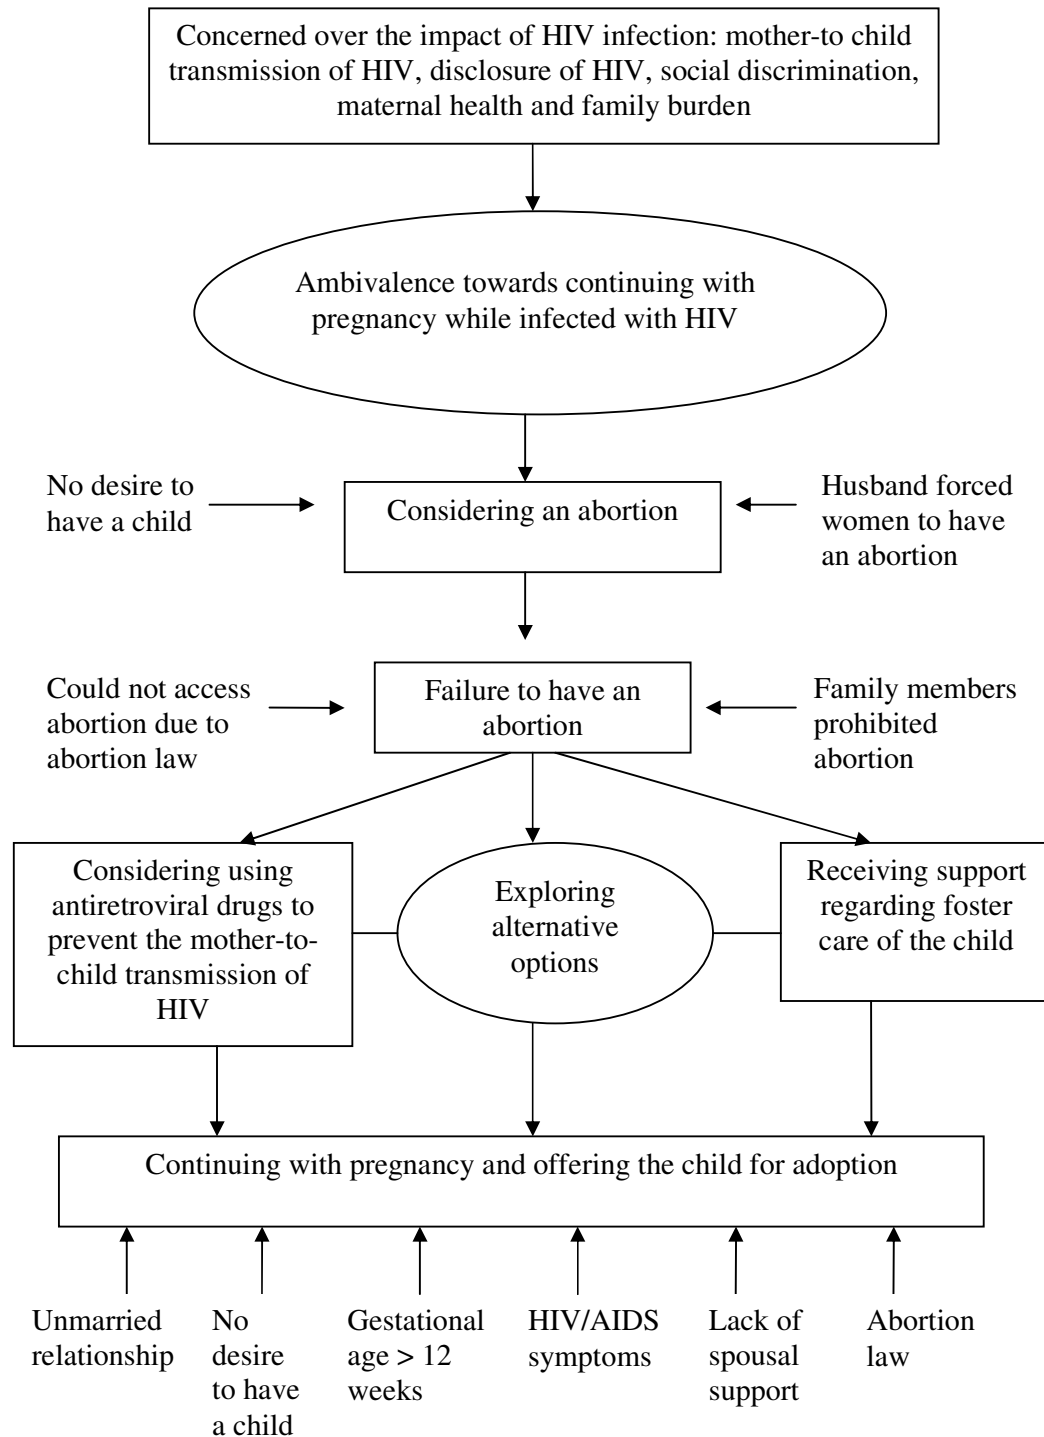 Concerned over the impact of HIV infection: mother-to child
transmission of HIV, disclosure of HIV, social discrimination,
maternal health and family burden
Ambivalence towards continuing with
pregnancy while infected with HIV
No desire to
have a child
Considering an abortion
Husband forced
women to have
an abortion
Could not access
abortion due to
abortion law
Failure to have an
abortion
Family members
prohibited
abortion
Considering using
antiretroviral drugs to
prevent the mother-to-
child transmission of
HIV
Exploring
alternative
options
Receiving support
regarding foster
care of the child
Continuing with pregnancy and offering the child for adoption
Unmarried
relationship
No
desire
to have
a child
Gestational
age > 12
weeks
HIV/AIDS
symptoms
Lack of
spousal
support
Abortion
law